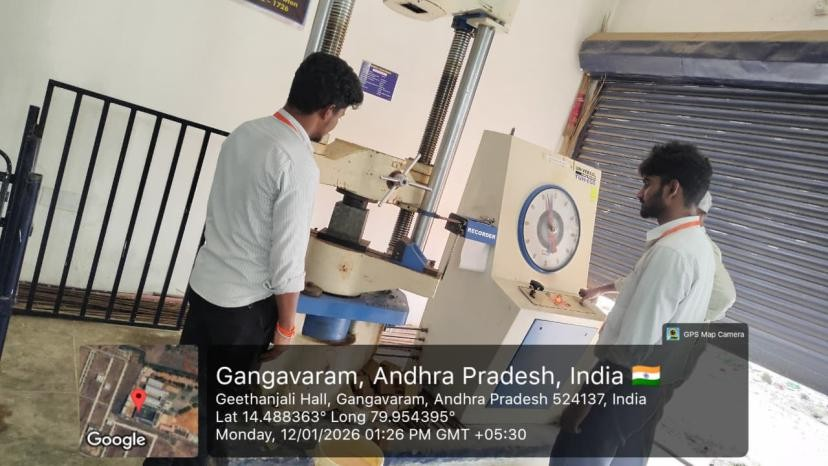 1726
RECORDER
GPS Map Camera
Gangavaram, Andhra Pradesh, India 🇮🇳
Geethanjali Hall, Gangavaram, Andhra Pradesh 524137, India
Lat 14.488363° Long 79.954395°
Monday, 12/01/2026 01:26 PM GMT +05:30
Google